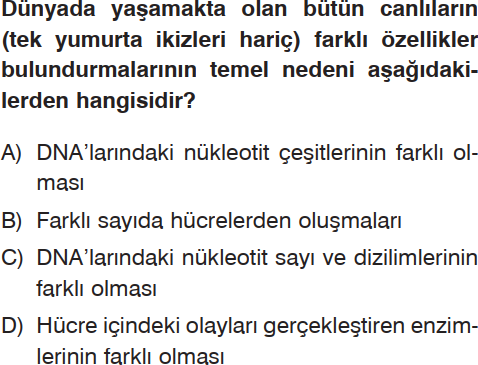 Dünyada yaşamakta olan bütün canlıların
(tek yumurta ikizleri hariç) farklı özellikler
bulundurmalarının temel nedeni aşağıdaki-
lerden hangisidir?
A) DNA’larındaki nükleotit çeşitlerinin farklı ol-
ması
B) Farklı sayıda hücrelerden oluşmaları
C) DNA’larındaki nükleotit sayı ve dizilimlerinin
farklı olması
D) Hücre içindeki olayları gerçekleştiren enzim-
lerinin farklı olması